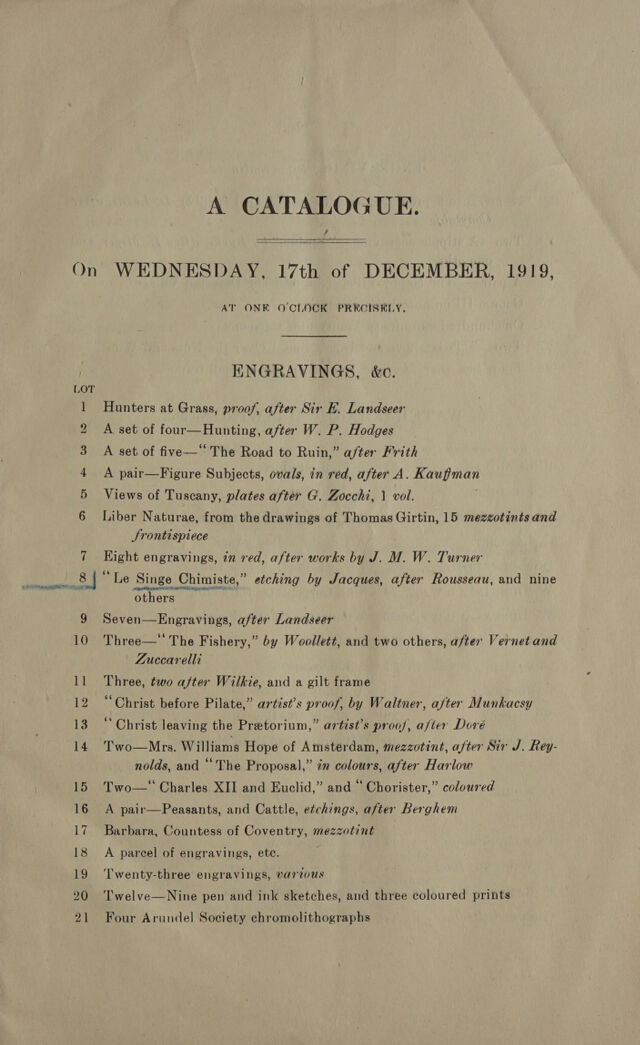 A CATALOGUE.
On WEDNESDAY, 17th of DECEMBER, 1919,
AT ONE O'CLOCK PRECISELY.
ENGRAVINGS, &c.
LOT
1 Hunters at Grass, proof, after Sir E. Landseer
2 A set of four—Hunting, after W. P. Hodges
3 A set of five—“The Road to Ruin,” after Frith
4 A pair—Figure Subjects, ovals, in red, after A. Kauffman
5 Views of Tuscany, plates after G. Zocchi, 1 vol.
6 Liber Naturae, from the drawings of Thomas Girtin, 15 mezzotints and
frontispiece
7 Eight engravings, in red, after works by J. M. W. Turner
8 “Le Singe Chimiste,” etching by Jacques, after Rousseau, and nine
others
9 Seven—Engravings, after Landseer
10 Three—“The Fishery,” by Woollett, and two others, after Vernet and
Zuccarelli
11 Three, two after Wilkie, and a gilt frame
12 “Christ before Pilate,” artist's proof, by Waltner, after Munkacsy
13 “Christ leaving the Prætorium,” artist's proof, after Doré
14 Two—Mrs. Williams Hope of Amsterdam, mezzotint, after Sir J. Rey-
nolds, and “The Proposal,” in colours, after Harlow
15 Two—“Charles XII and Euclid,” and “Chorister,” coloured
16 A pair—Peasants, and Cattle, etchings, after Berghem
17 Barbara, Countess of Coventry, mezzotint
18 A parcel of engravings, etc.
19 Twenty-three engravings, various
20 Twelve—Nine pen and ink sketches, and three coloured prints
21 Four Arundel Society chromolithographs